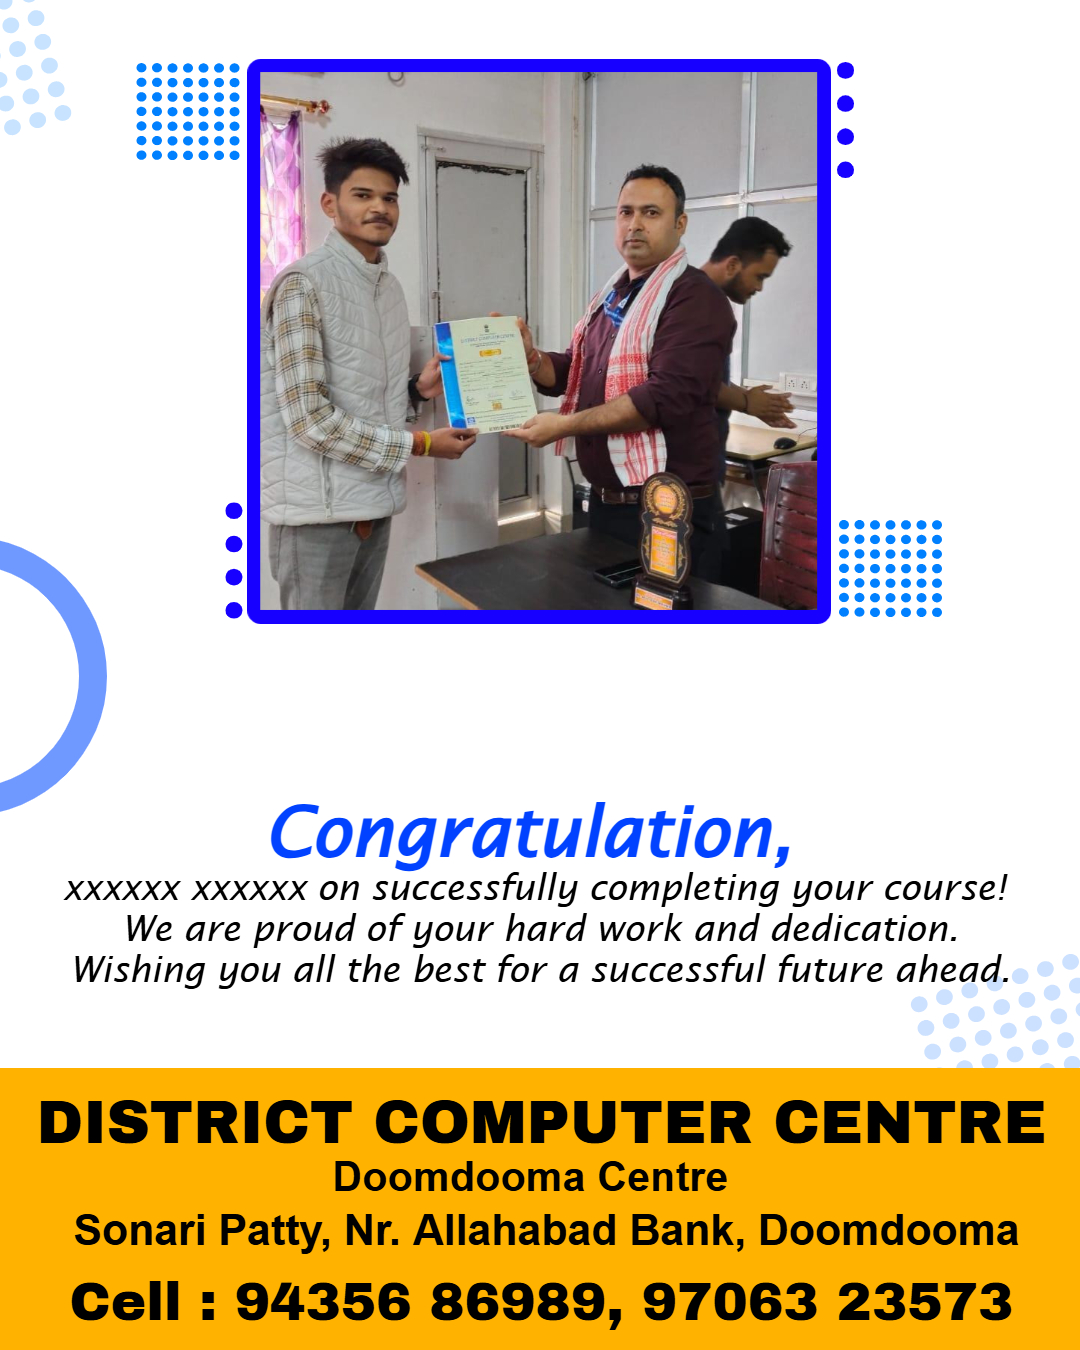 Congratulation,
xxxxxx xxxxxx on successfully completing your course!
We are proud of your hard work and dedication.
Wishing you all the best for a successful future ahead.
DISTRICT COMPUTER CENTRE
Doomdooma Centre
Sonari Patty, Nr. Allahabad Bank, Doomdooma
Cell : 94356 86989, 97063 23573